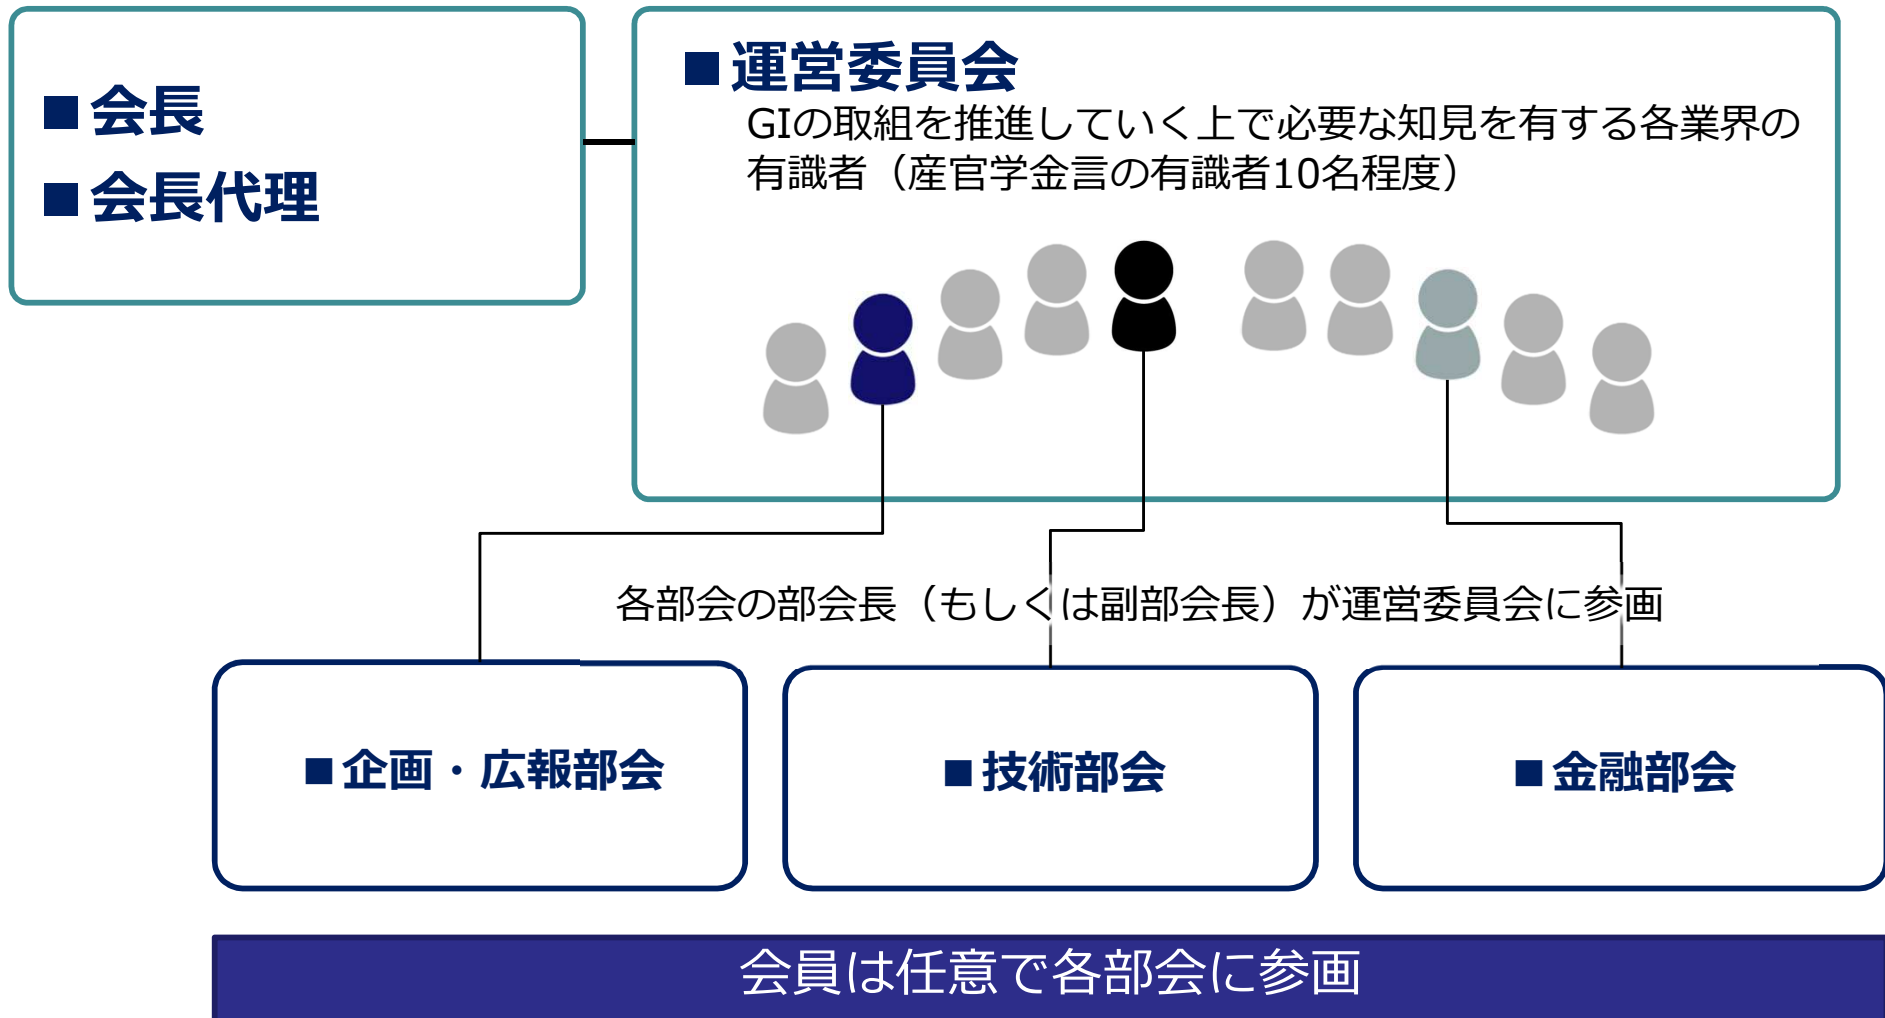 ■会長
■会長代理
■運営委員会
GIの取組を推進していく上で必要な知見を有する各業界の
有識者（産官学金言の有識者10名程度）
各部会の部会長（もしくは副部会長）が運営委員会に参画
■企画・広報部会
■技術部会
■金融部会
会員は任意で各部会に参画